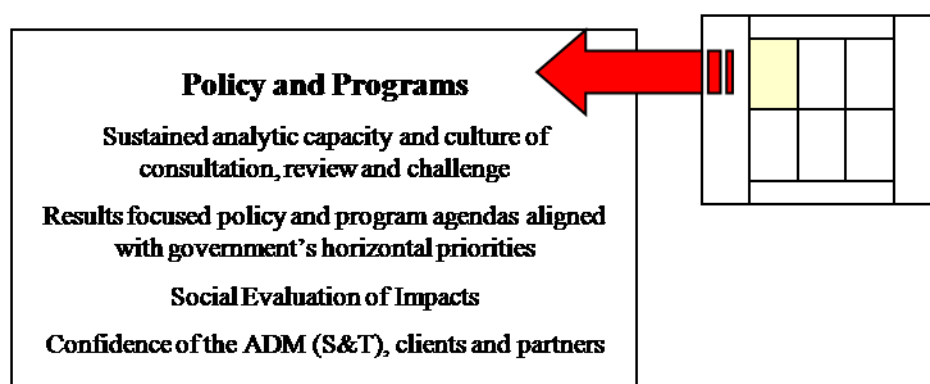 Policy and Programs
Sustained analytic capacity and culture of
consultation, review and challenge
Results focused policy and program agendas aligned
with government's horizontal priorities
Social Evaluation of Impacts
Confidence of the ADM (S&T), clients and partners